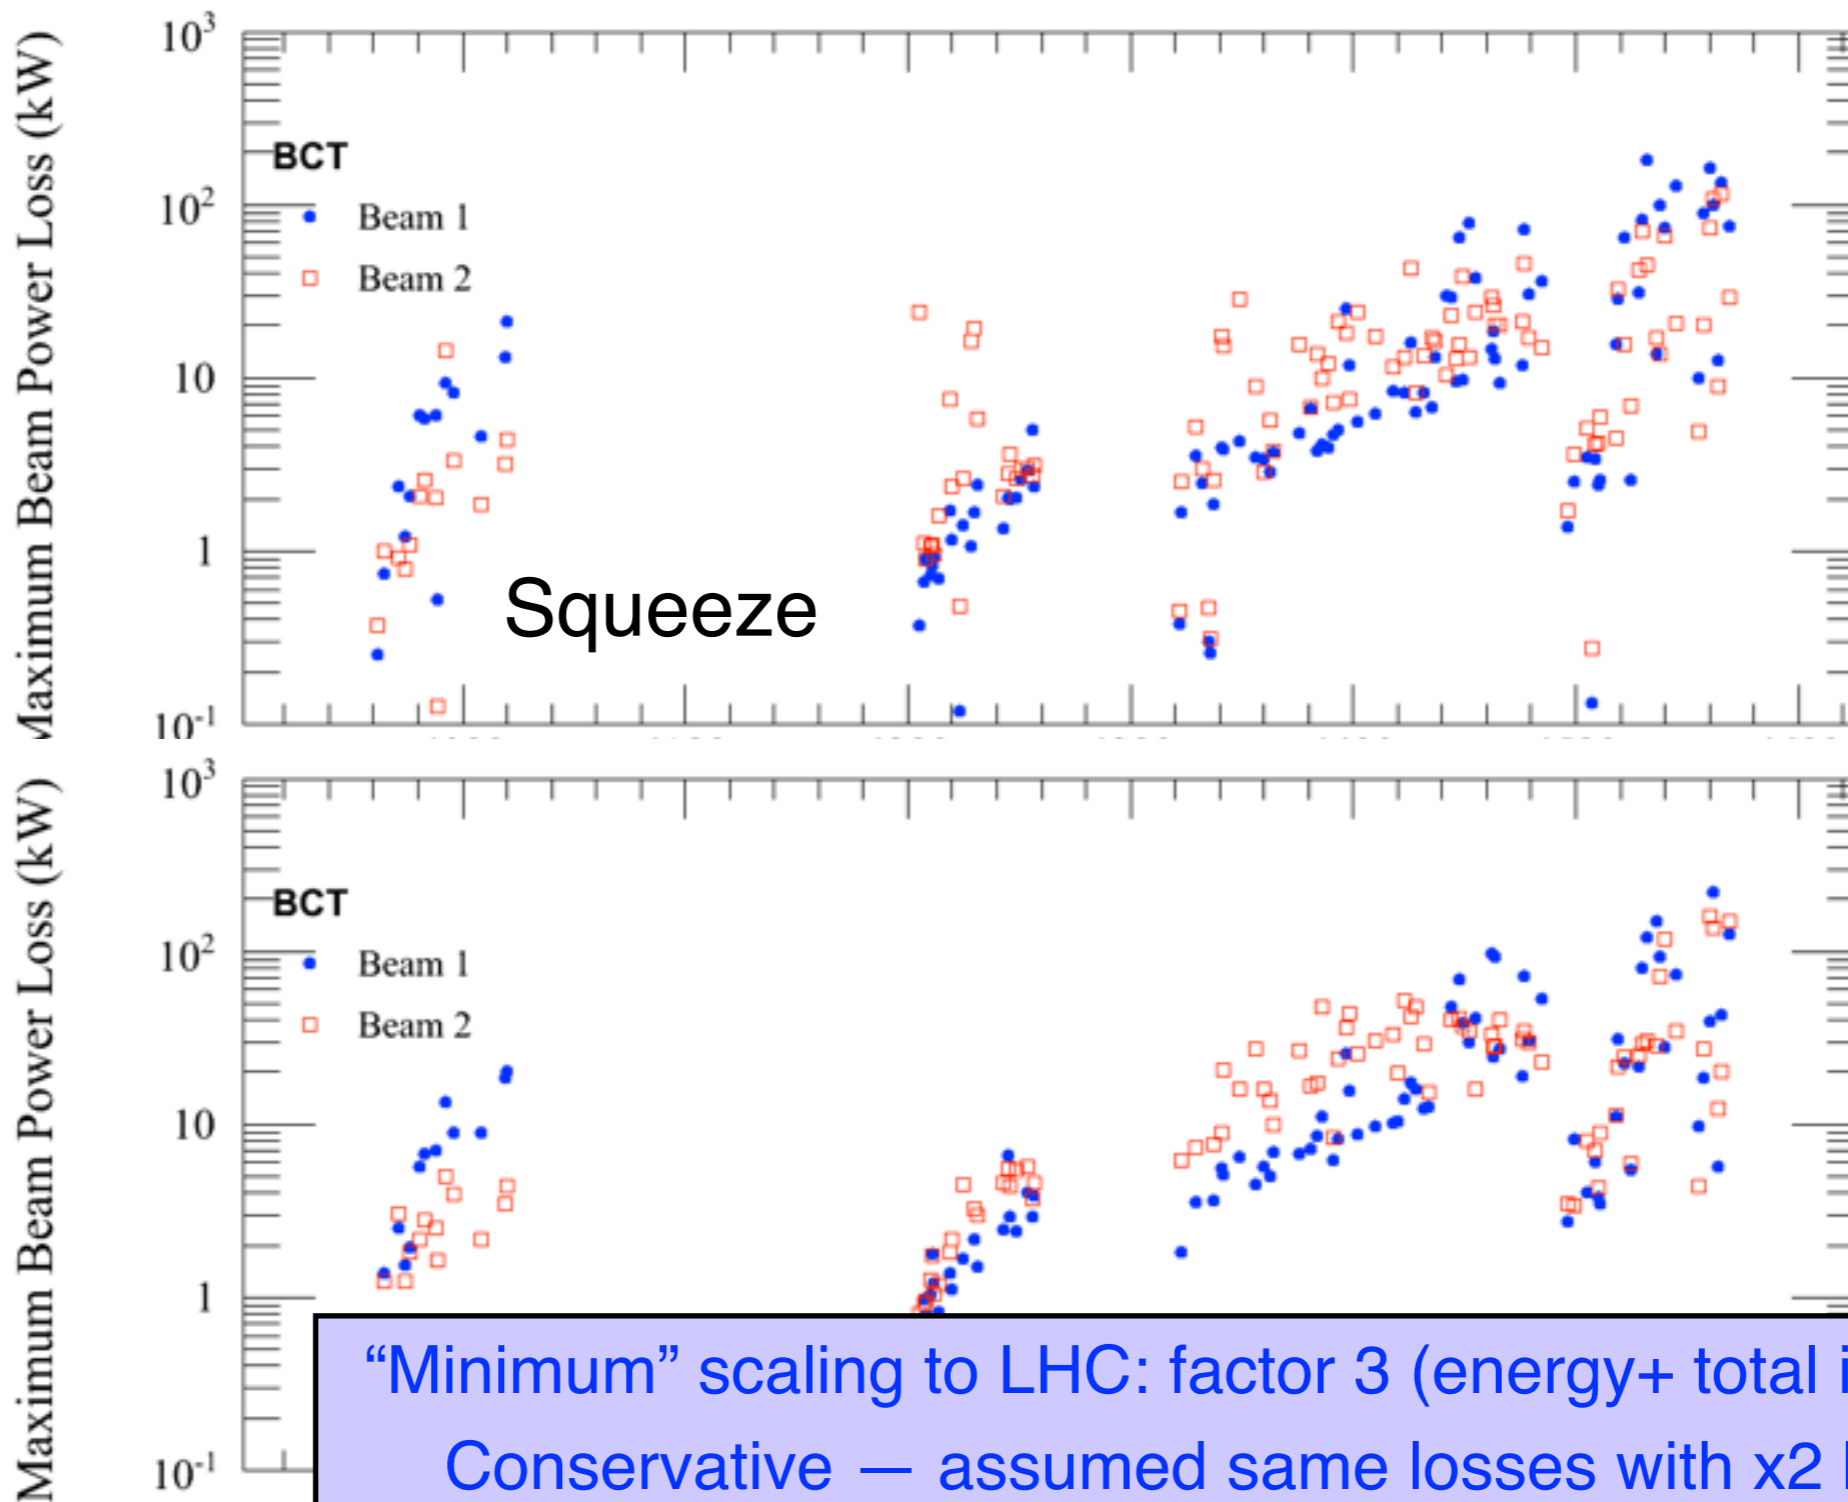 Maximum Beam Power Loss (kW)
10³
10²
10
1
10⁻¹
BCT
Beam 1
Beam 2
Squeeze
Maximum Beam Power Loss (kW)
10³
10²
10
1
10⁻¹
BCT
Beam 1
Beam 2
“Minimum” scaling to LHC: factor 3 (energy+ total
Conservative — assumed same losses with x2